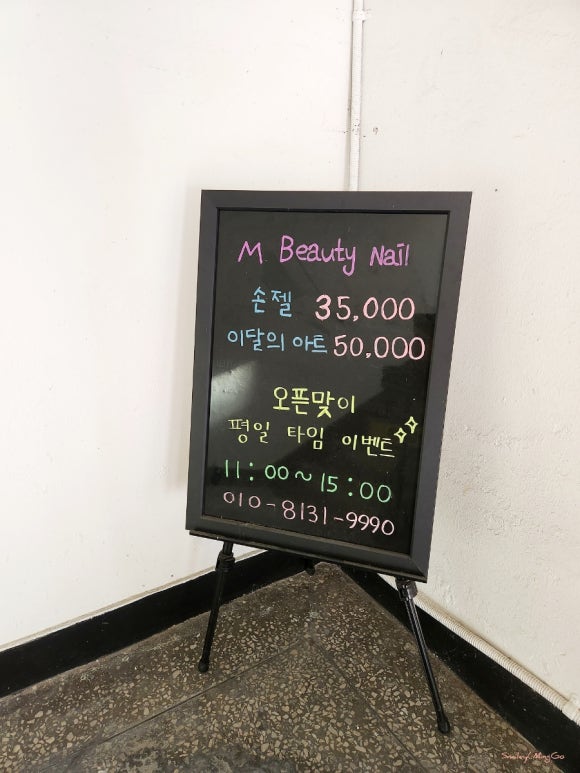 M Beauty Nail
손젤 35,000
이달의 아트 50,000
오픈맞이
평일 타임 이벤트
11:00~15:00
010-8131-9990